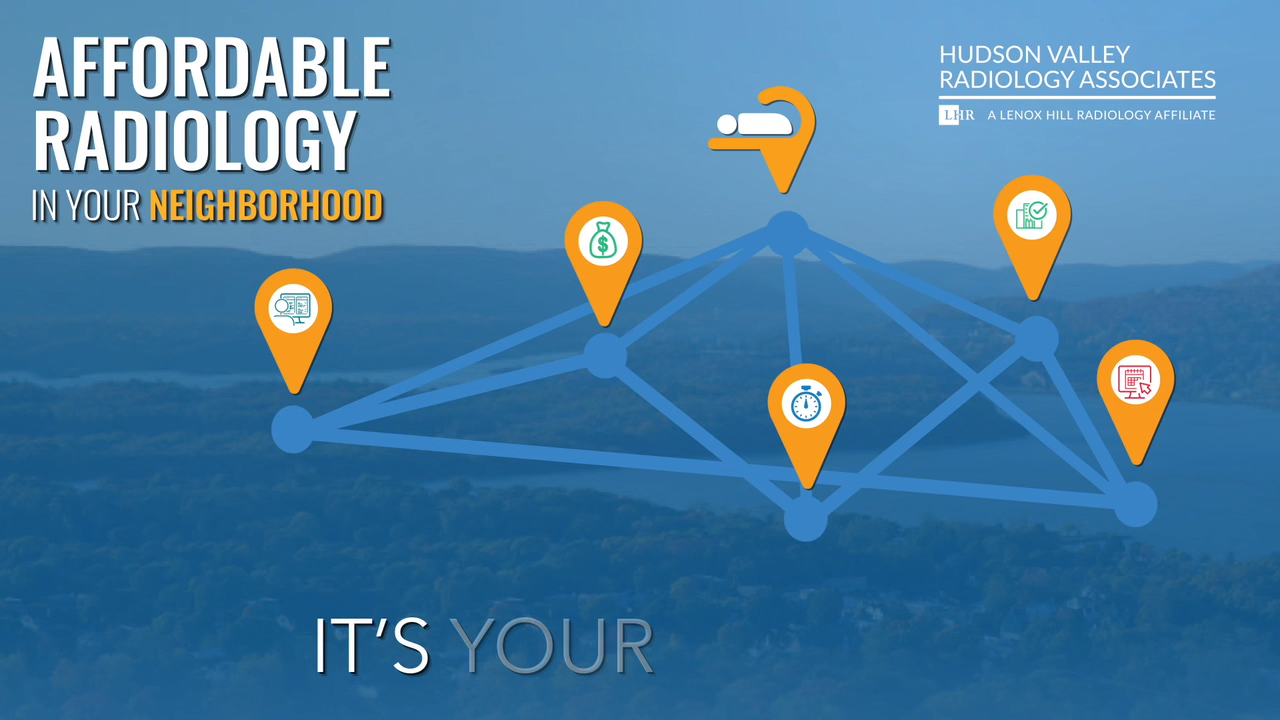 AFFORDABLE
RADIOLOGY
IN YOUR NEIGHBORHOOD
HUDSON VALLEY
RADIOLOGY ASSOCIATES
LHR A LENOX HILL RADIOLOGY AFFILIATE
$
IT'S YOUR